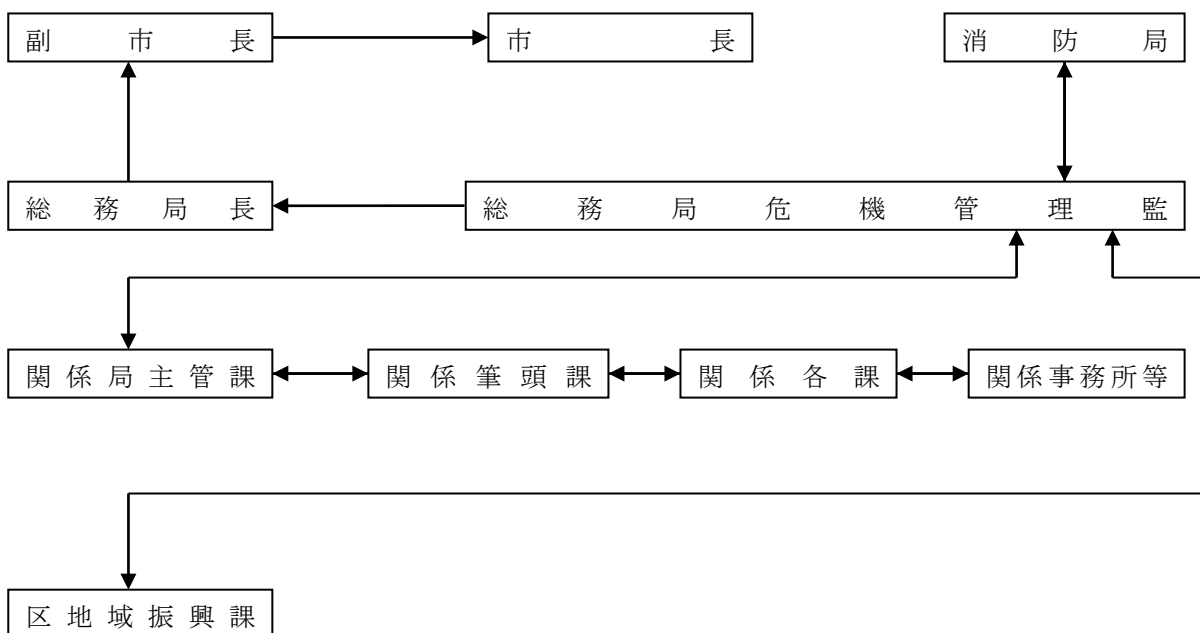 副市長
市長
消防局
総務局長
総務局危機管理監
関係局主管課
関係筆頭課
関係各課
関係事務所等
区地域振興課